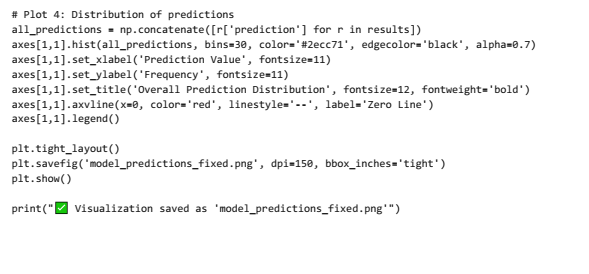 # Plot 4: Distribution of predictions
all_predictions = np.concatenate([r['prediction'] for r in results])
axes[1,1].hist(all_predictions, bins=30, color='#2ecc71', edgecolor='black', alpha=0.7)
axes[1,1].set_xlabel('Prediction Value', fontsize=11)
axes[1,1].set_ylabel('Frequency', fontsize=11)
axes[1,1].set_title('Overall Prediction Distribution', fontsize=12, fontweight='bold')
axes[1,1].axvline(x=0, color='red', linestyle='--', label='Zero Line')
axes[1,1].legend()
plt.tight_layout()
plt.savefig('model_predictions_fixed.png', dpi=150, bbox_inches='tight')
plt.show()
print("✅ Visualization saved as 'model_predictions_fixed.png'")